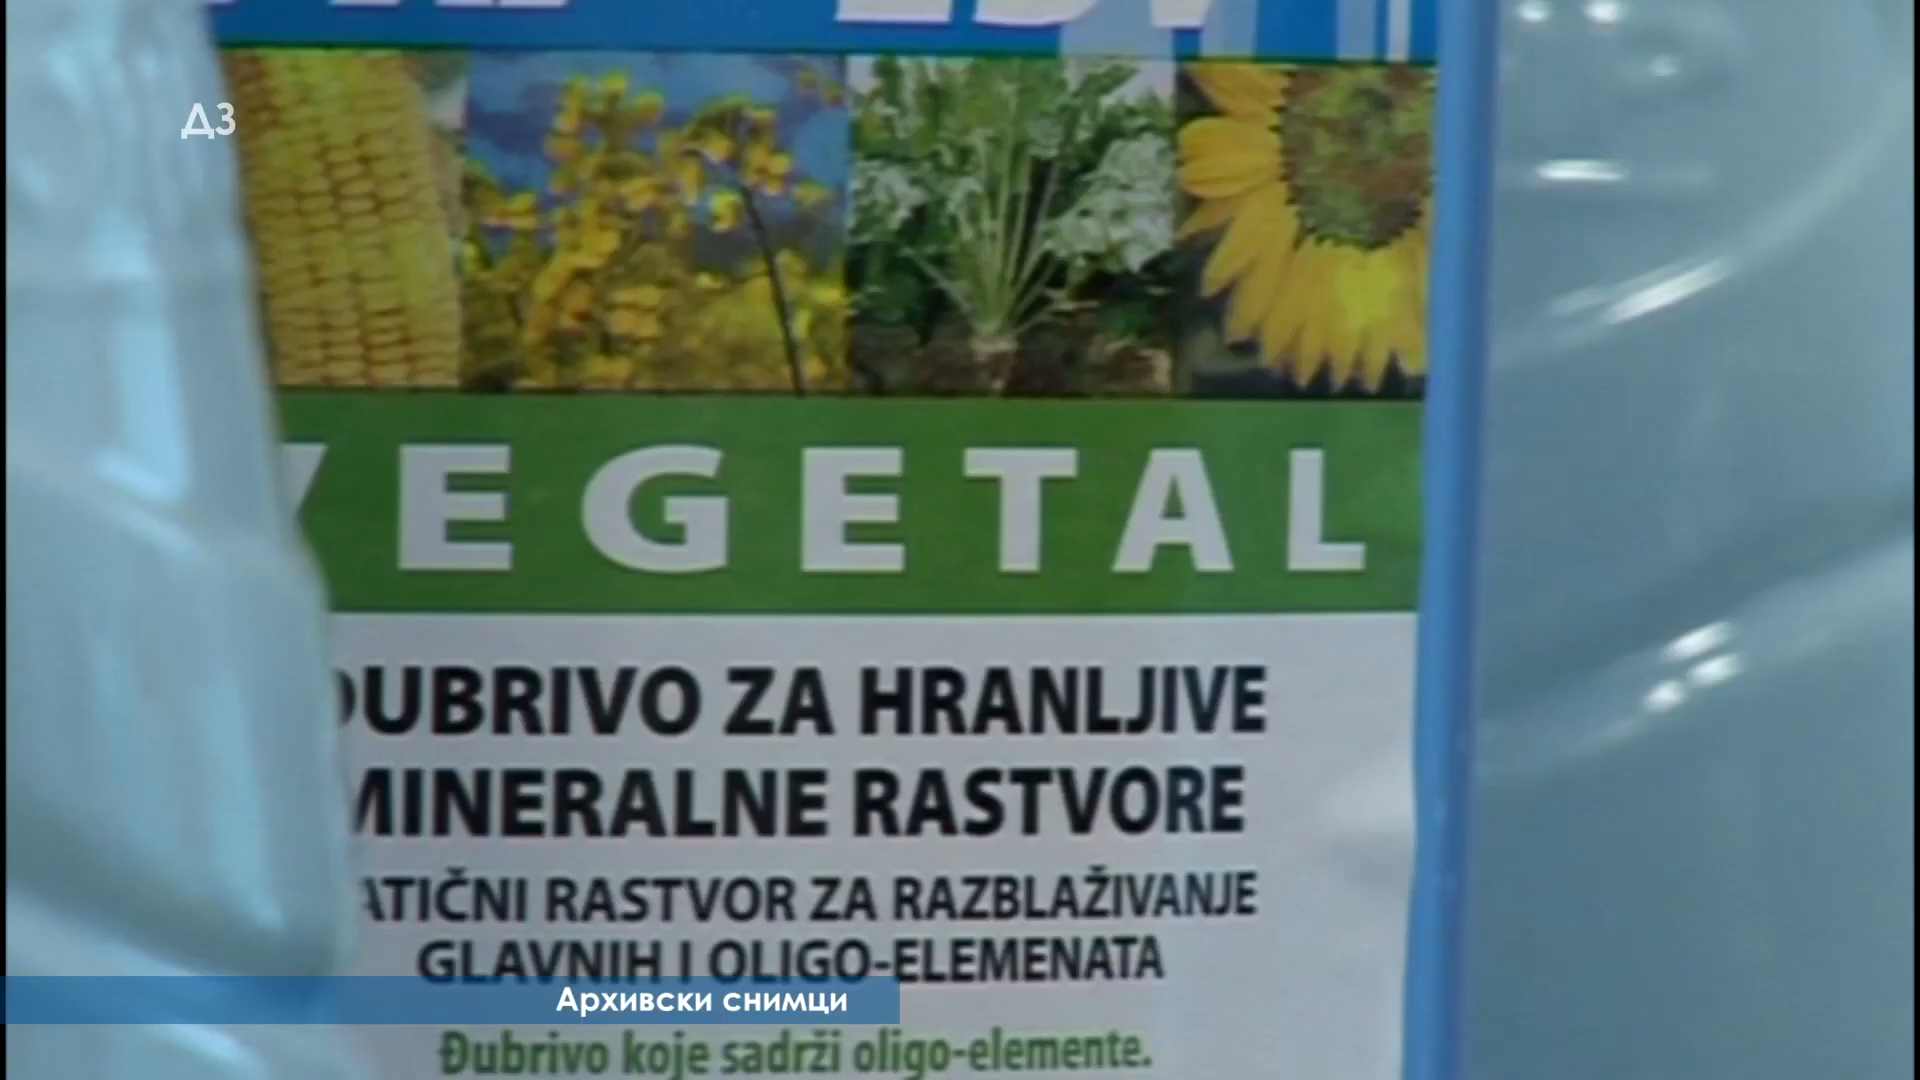 Д3
VEGETAL
ĐUBRIVO ZA HRANLJIVE
MINERALNE RASTVORE
ATIČNI RASTVOR ZA RAZBLAŽIVANJE
GLAVNIH I OLIGO-ELEMENATA
Архивски снимци
Đubrivo koje sadrži oligo-elemente.